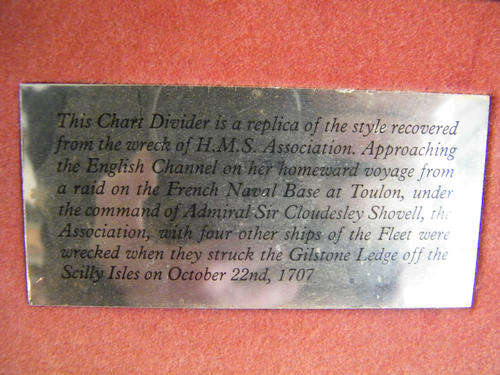 This Chart Divider is a replica of the style recovered
from the wreck of H.M.S. Association. Approaching
the English Channel on her homeward voyage from
a raid on the French Naval Base at Toulon, under
the command of Admiral Sir Cloudesley Shovell, the
Association, with four other ships of the Fleet were
wrecked when they struck the Gilstone Ledge off the
Scilly Isles on October 22nd, 1707